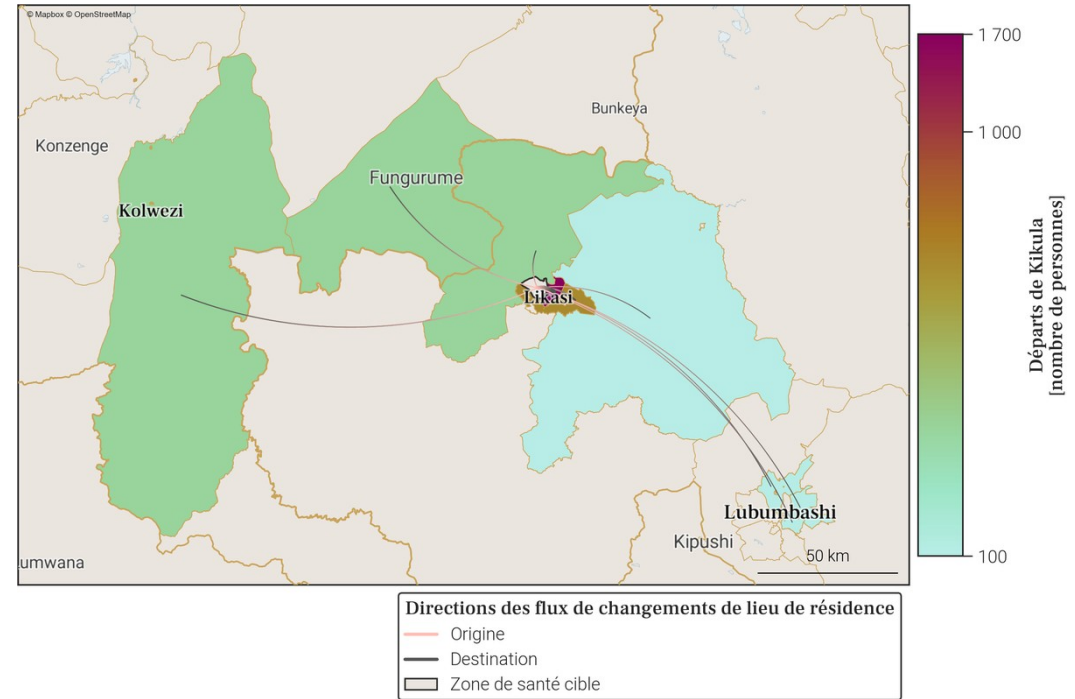 © Mapbox © OpenStreetMap
Bunkeya
Konzenge
Fungurume
Kolwezi
Likasi
Lubumbashi
Kipushi
umwana
50 km
1 700
1 000
100
Départs de Kikula
[nombre de personnes]
Directions des flux de changements de lieu de résidence
Origine
Destination
Zone de santé cible